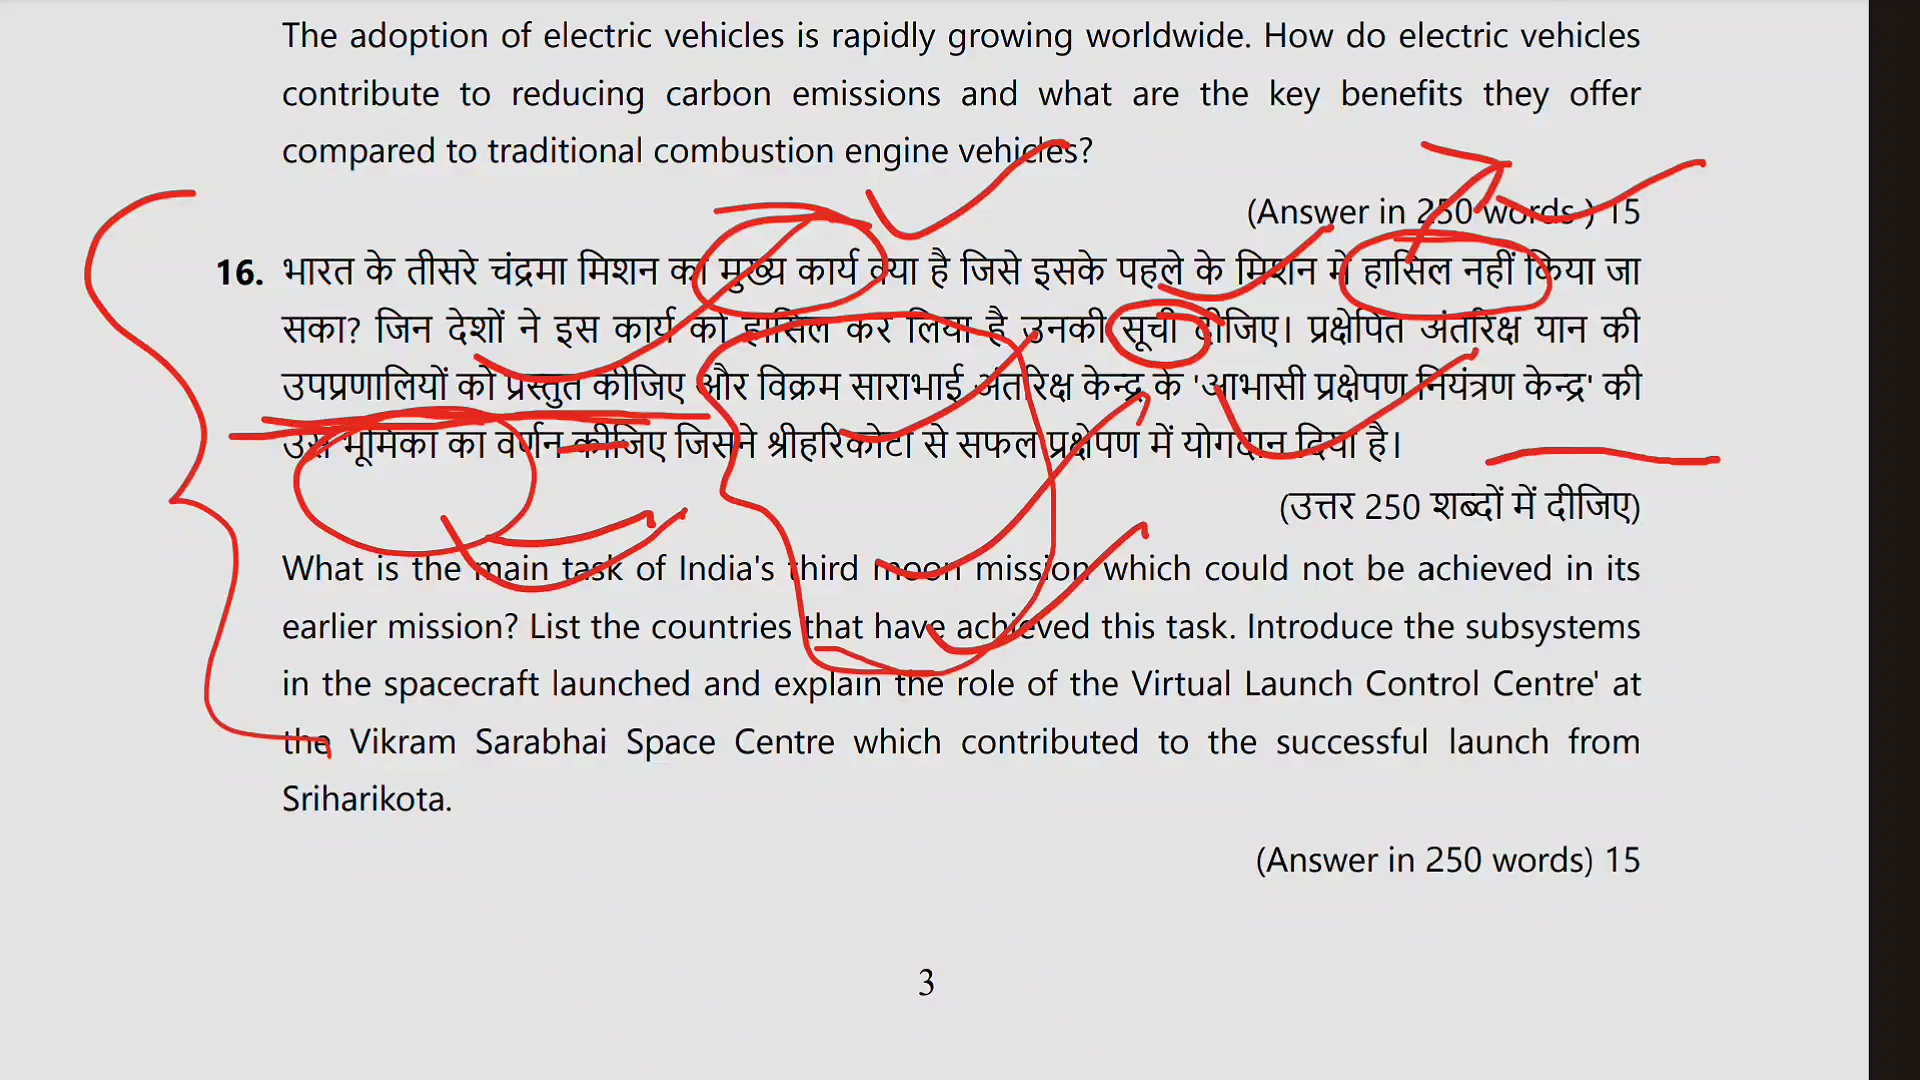 The adoption of electric vehicles is rapidly growing worldwide. How do electric vehicles
contribute to reducing carbon emissions and what are the key benefits they offer
compared to traditional combustion engine vehicles?
(Answer in 250 words ) 15
16. भारत के तीसरे चंद्रमा मिशन का मुख्य कार्य क्या है जिसे इसके पहले के मिशन में हासिल नहीं किया जा
सका? जिन देशों ने इस कार्य को हासिल कर लिया है उनकी सूची दीजिए। प्रक्षेपित अंतरिक्ष यान की
उपप्रणालियों को प्रस्तुत कीजिए और विक्रम साराभाई अंतरिक्ष केन्द्र के 'आभासी प्रक्षेपण नियंत्रण केन्द्र' की
उस भूमिका का वर्णन कीजिए जिसने श्रीहरिकोटा से सफल प्रक्षेपण में योगदान दिया है।
(उत्तर 250 शब्दों में दीजिए)
What is the main task of India's third moon mission which could not be achieved in its
earlier mission? List the countries that have achieved this task. Introduce the subsystems
in the spacecraft launched and explain the role of the Virtual Launch Control Centre' at
the Vikram Sarabhai Space Centre which contributed to the successful launch from
Sriharikota.
(Answer in 250 words) 15
3